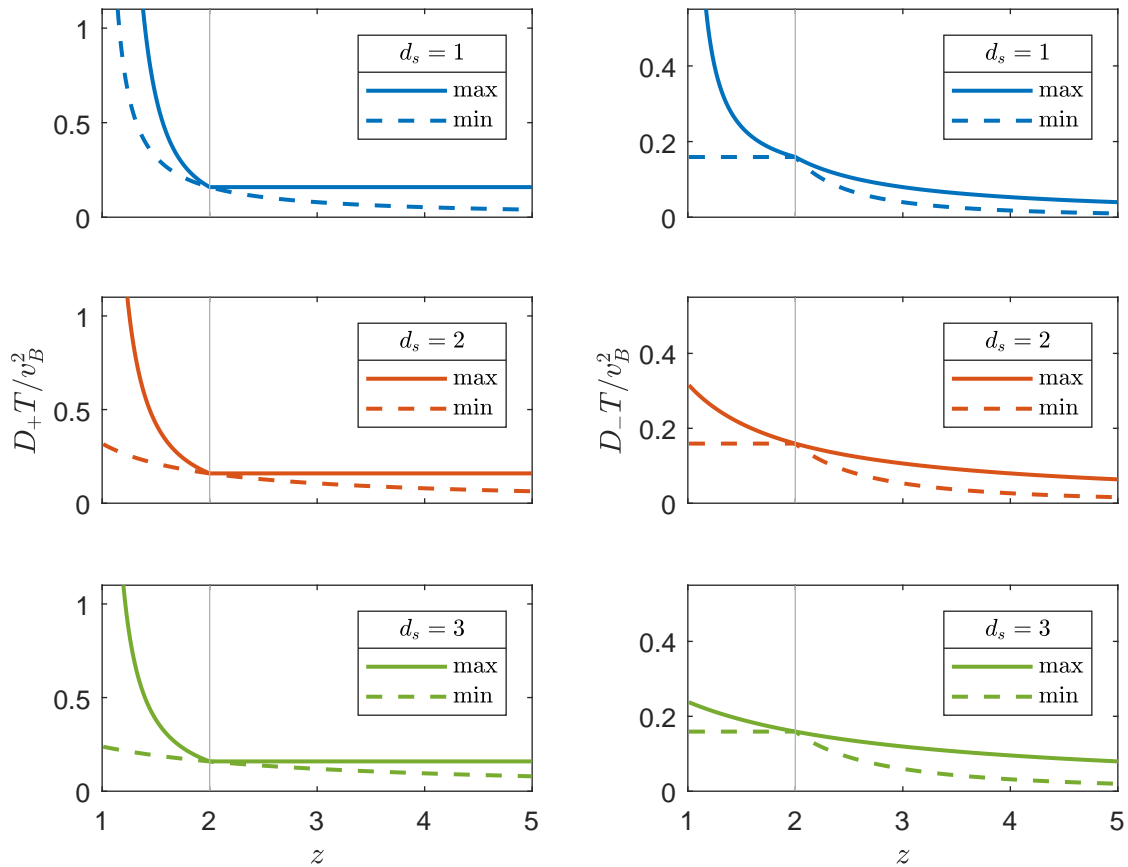 1
0.5
0
d_s = 1
max
min
0.4
0.2
0
d_s = 1
max
min
D_+T/v_B^2
1
0.5
0
d_s = 2
max
min
D_-T/v_B^2
0.4
0.2
0
d_s = 2
max
min
1
0.5
0
d_s = 3
max
min
1 2 3 4 5
z
0.4
0.2
0
d_s = 3
max
min
1 2 3 4 5
z